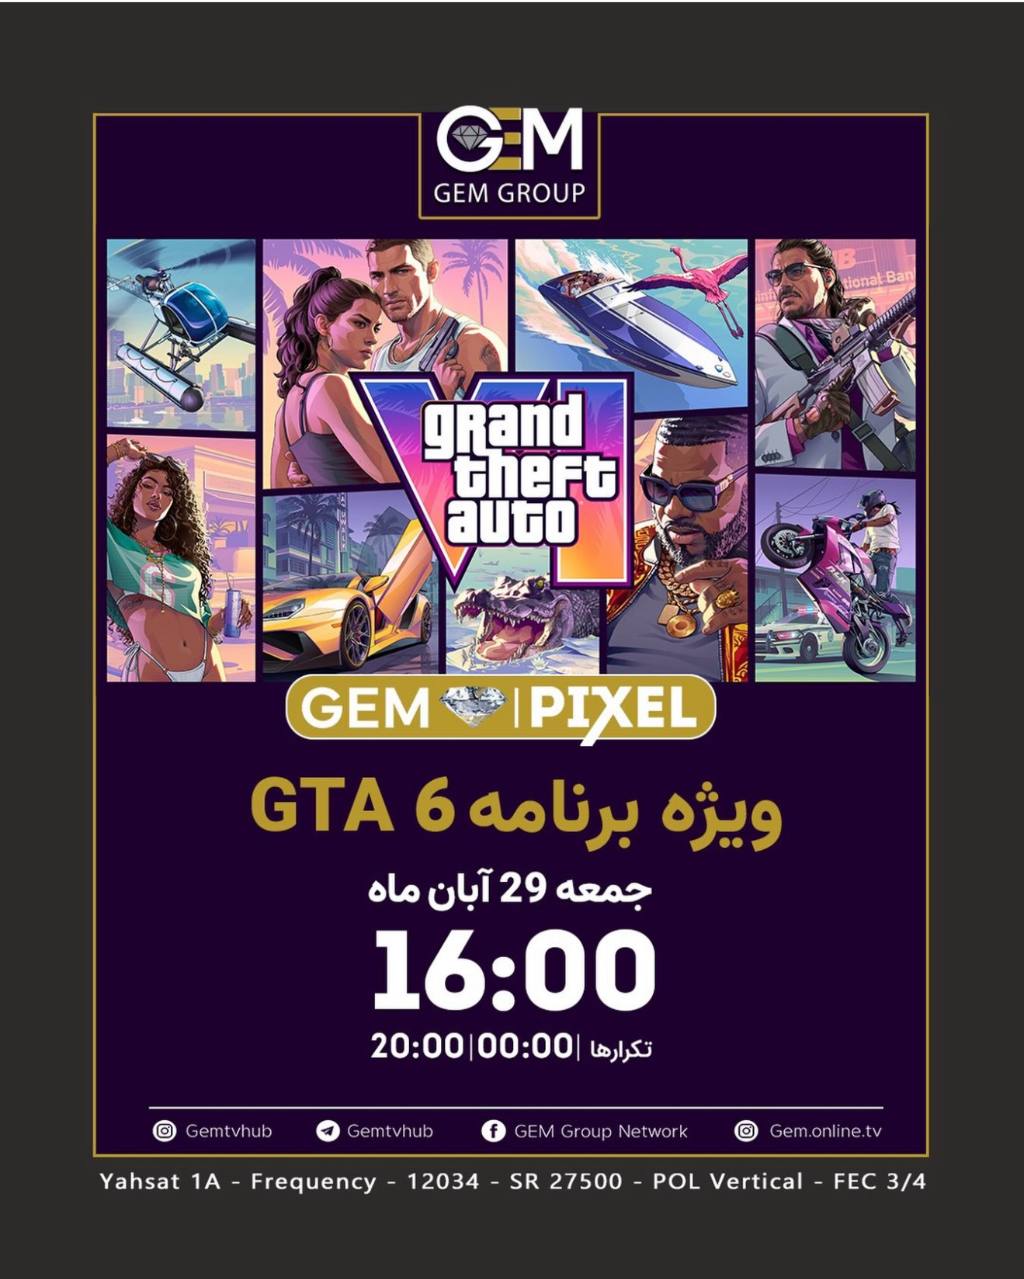 GEM
GEM GROUP
VI
grand
theft
auto
GEM | PIXEL
ویژه برنامه GTA 6
جمعه 29 آبان ماه
16:00
تکرارها |00:00|20:00
Gemtvhub Gemtvhub GEM Group Network Gem.online.tv
Yahsat 1A - Frequency - 12034 - SR 27500 - POL Vertical - FEC 3/4